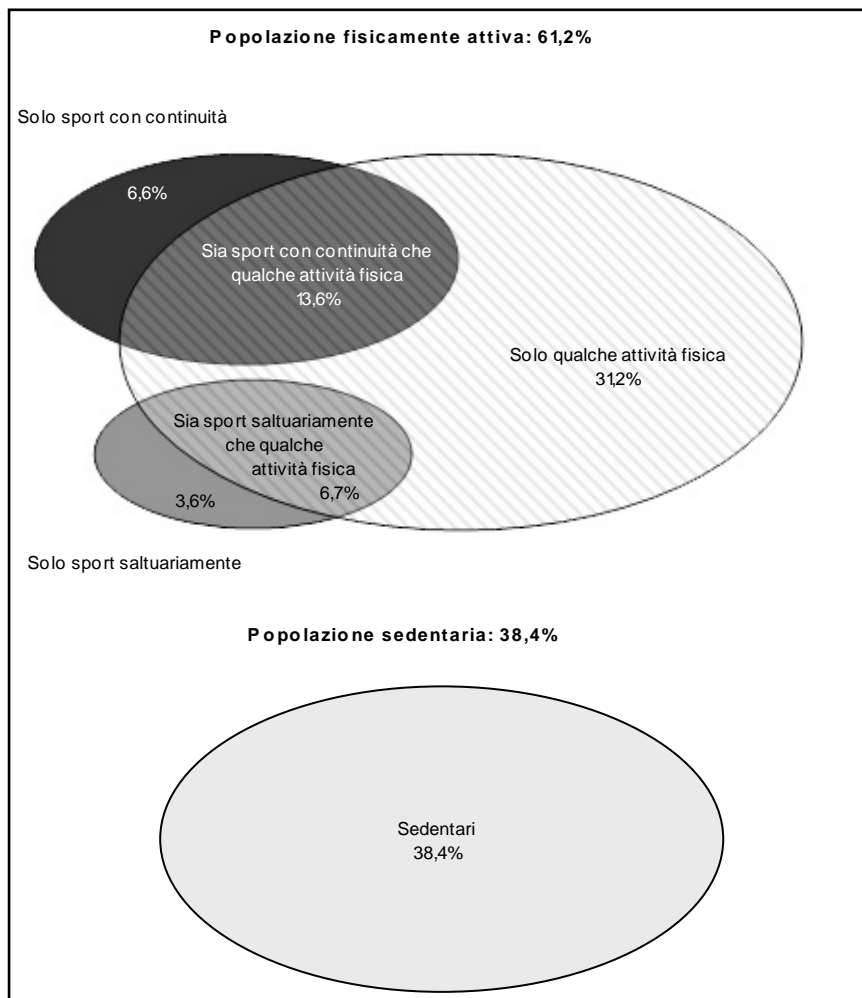 Popolazione fisicamente attiva: 61,2%
Solo sport con continuità
6,6%
Sia sport con continuità che
qualche attività fisica
13,6%
Solo qualche attività fisica
31,2%
Sia sport saltuariamente
che qualche
attività fisica
6,7%
3,6%
Solo sport saltuariamente
Popolazione sedentaria: 38,4%
Sedentari
38,4%